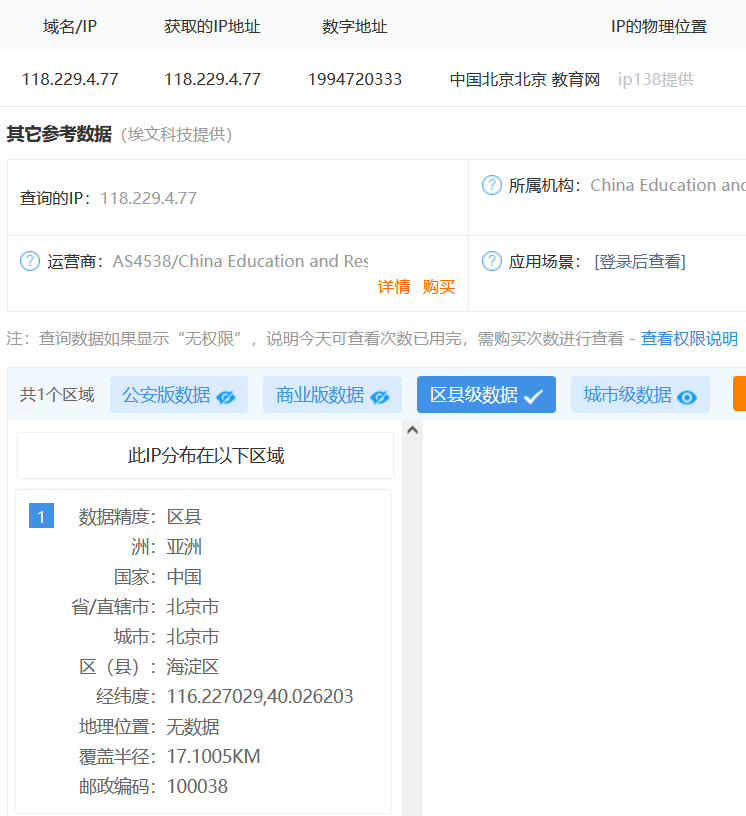 域名/IP 获取的IP地址 数字地址 IP的物理位置
118.229.4.77 118.229.4.77 1994720333 中国北京北京 教育网 ip138提供
其它参考数据（埃文科技提供）
查询的IP：118.229.4.77
? 所属机构：China Education and
? 运营商：AS4538/China Education and Res
详情 购买
? 应用场景：[登录后查看]
注：查询数据如果显示“无权限”，说明今天可查看次数已用完，需购买次数进行查看 - 查看权限说明
共1个区域 公安版数据 商业版数据 区县级数据 城市级数据
此IP分布在以下区域
1 数据精度：区县
洲：亚洲
国家：中国
省/直辖市：北京市
城市：北京市
区（县）：海淀区
经纬度：116.227029,40.026203
地理位置：无数据
覆盖半径：17.1005KM
邮政编码：100038